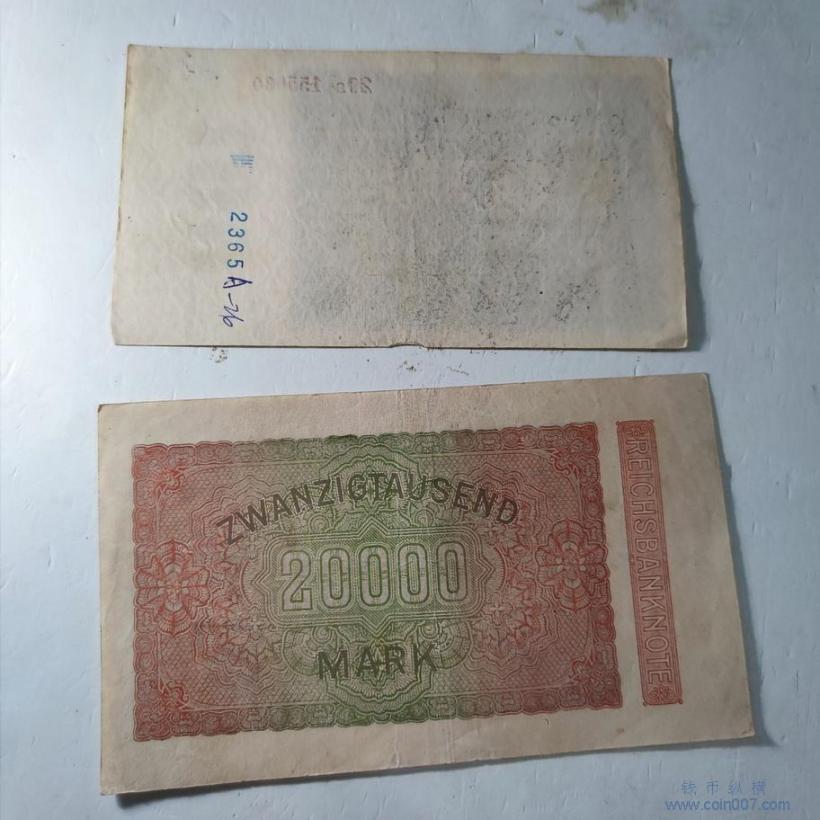 2365A-26
ZWANZIGTAUSEND
20000
MARK
REICHSBANKNOTE
钱币纵横
www.coin007.com